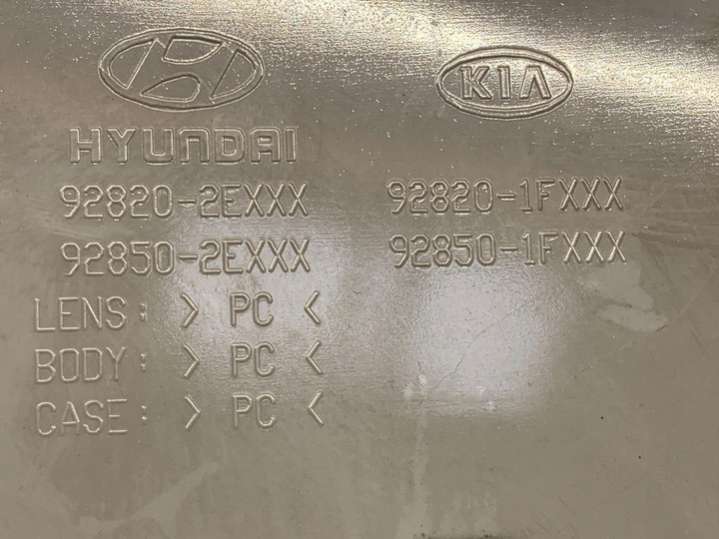 KIA
HYUNDAI
92820-2EXXX 92820-1FXXX
92850-2EXXX 92850-1FXXX
LENS: > PC <
BODY: > PC <
CASE: > PC <